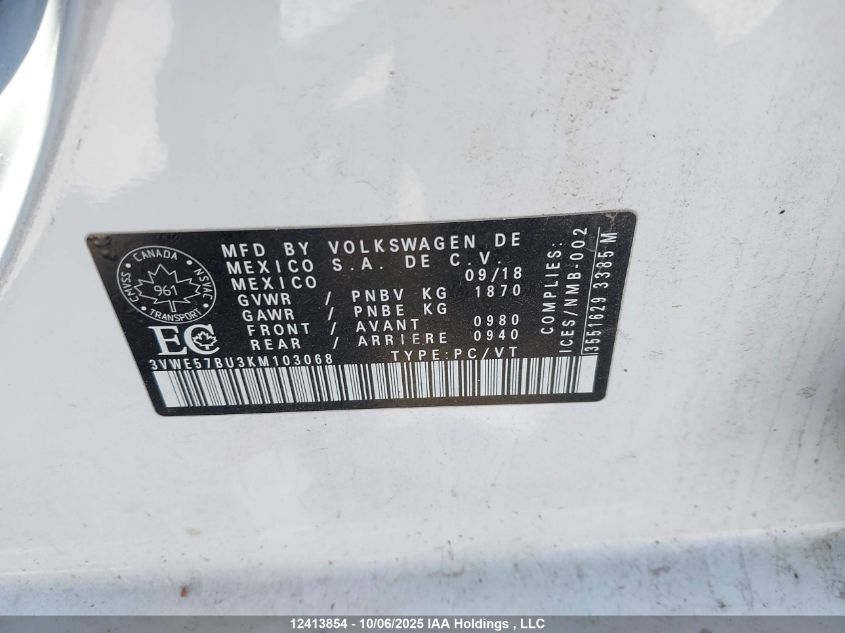 MFD BY VOLKSWAGEN DE
MEXICO S.A. DE C.V.
MEXICO 09/18
GVWR / PNBV KG 1870
GAWR / PNBE KG
FRONT / AVANT 0980
REAR / ARRIERE 0940
CANADA
CMVSS NSVAC
961
TRANSPORT
EC
3VWE57BU3KM103068 TYPE:PC/VT
COMPLIES:
ICES/NMB-002
3551629 3385 M
12413854 - 10/06/2025 IAA Holdings , LLC